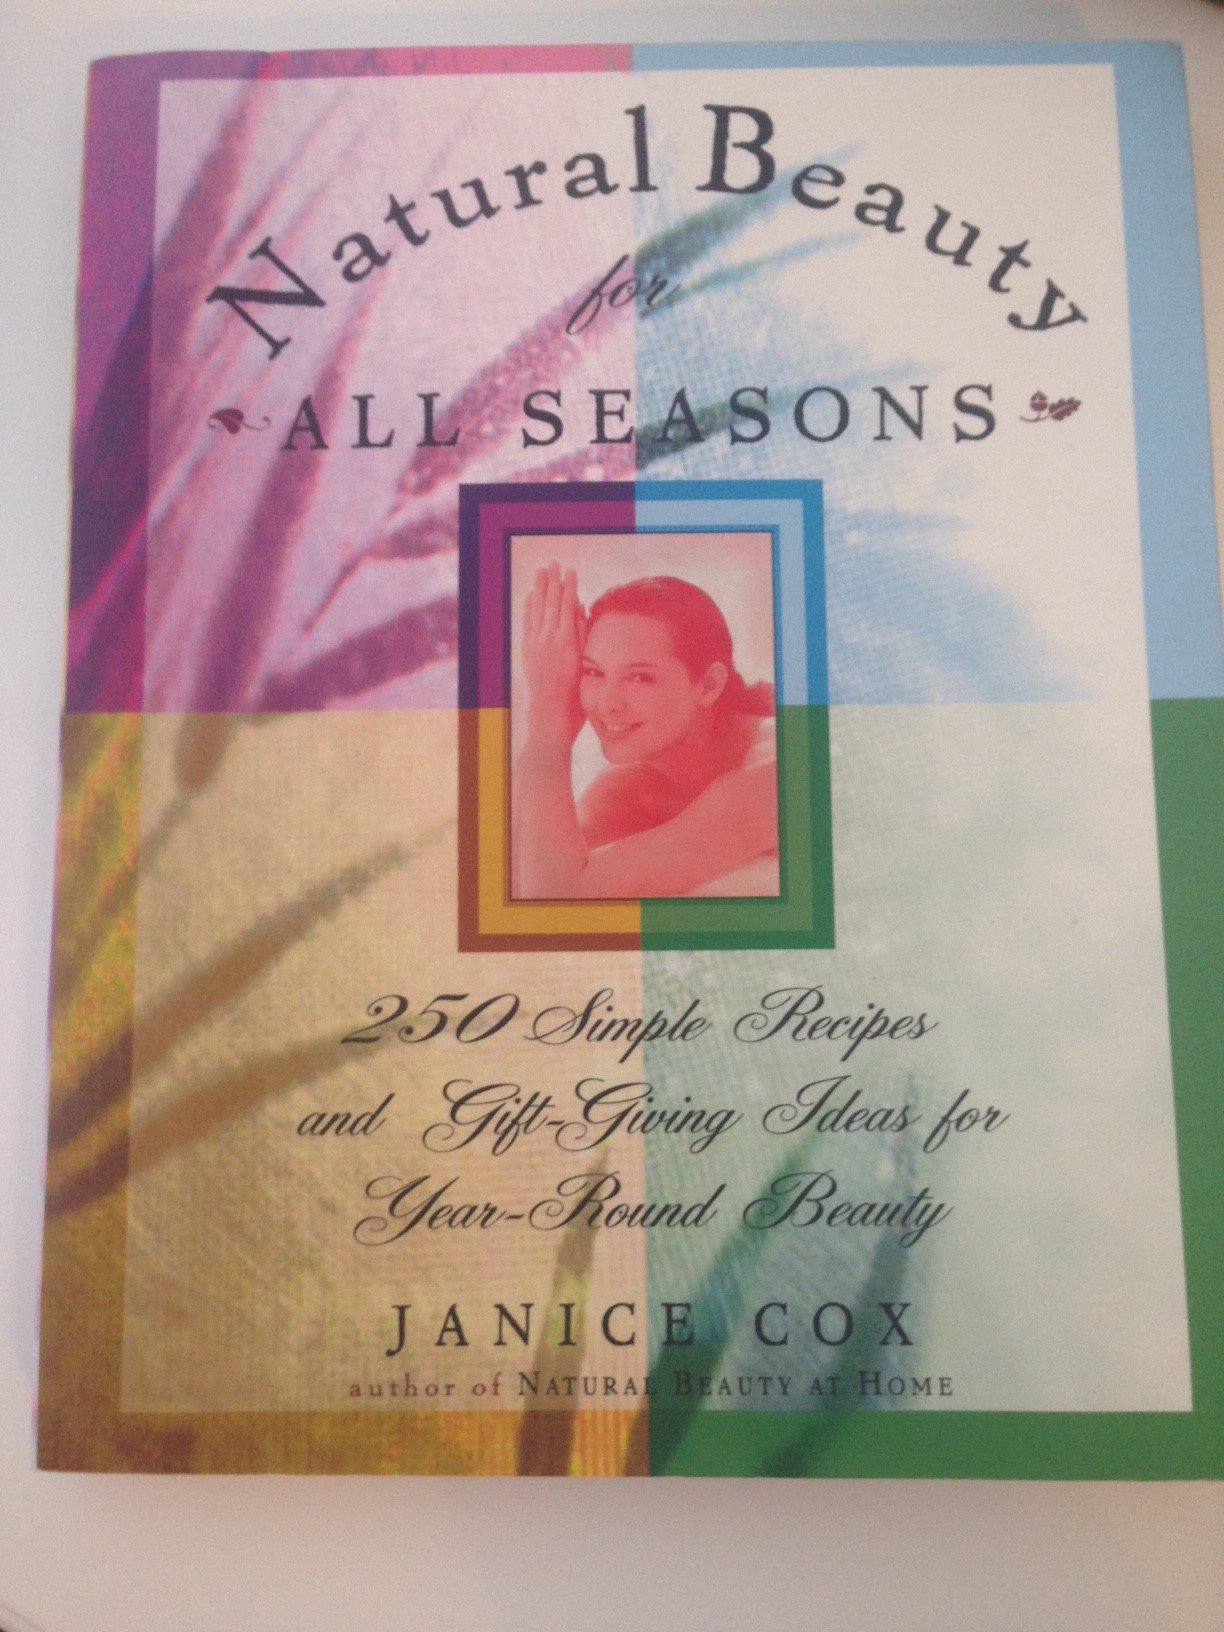 Natural Beauty
for
ALL SEASONS
250 Simple Recipes
and Gift-Giving Ideas for
Year-Round Beauty
JANICE COX
author of NATURAL BEAUTY AT HOME